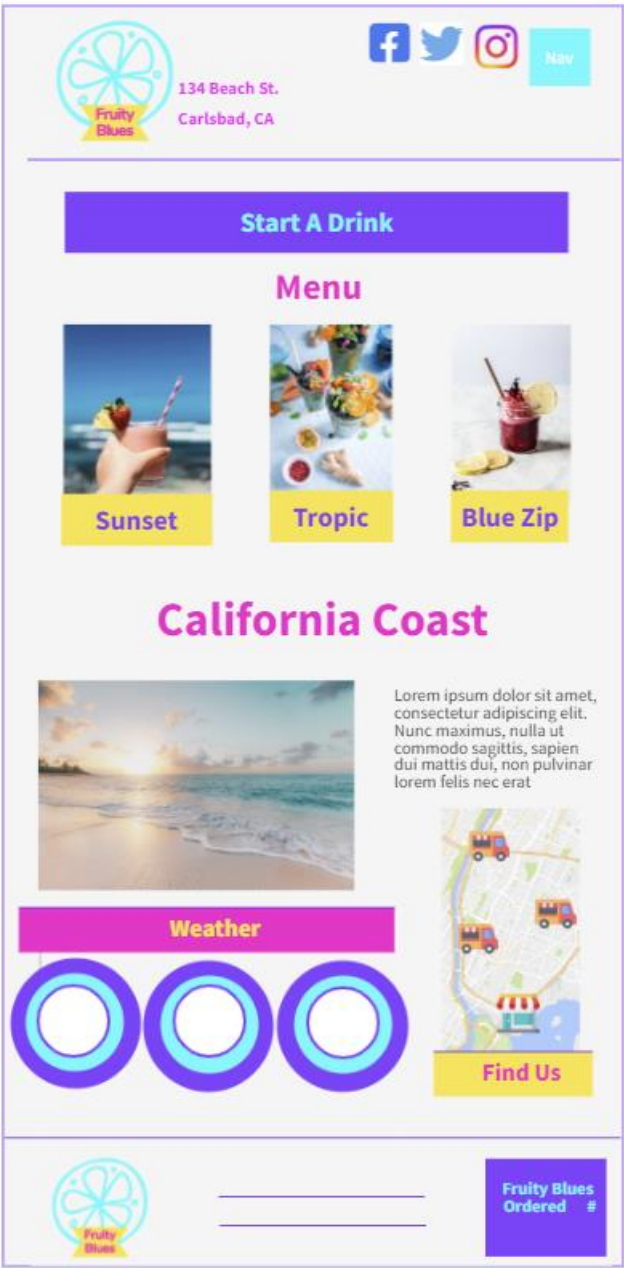 Fruity
Blues
134 Beach St.
Carlsbad, CA
Nav
Start A Drink
Menu
Sunset
Tropic
Blue Zip
California Coast
Lorem ipsum dolor sit amet,
consectetur adipiscing elit.
Nunc maximus, nulla ut
commodo sagittis, sapien
dui mattis dui, non pulvinar
lorem felis nec erat
Weather
Find Us
Fruity
Blues
Fruity Blues
Ordered #